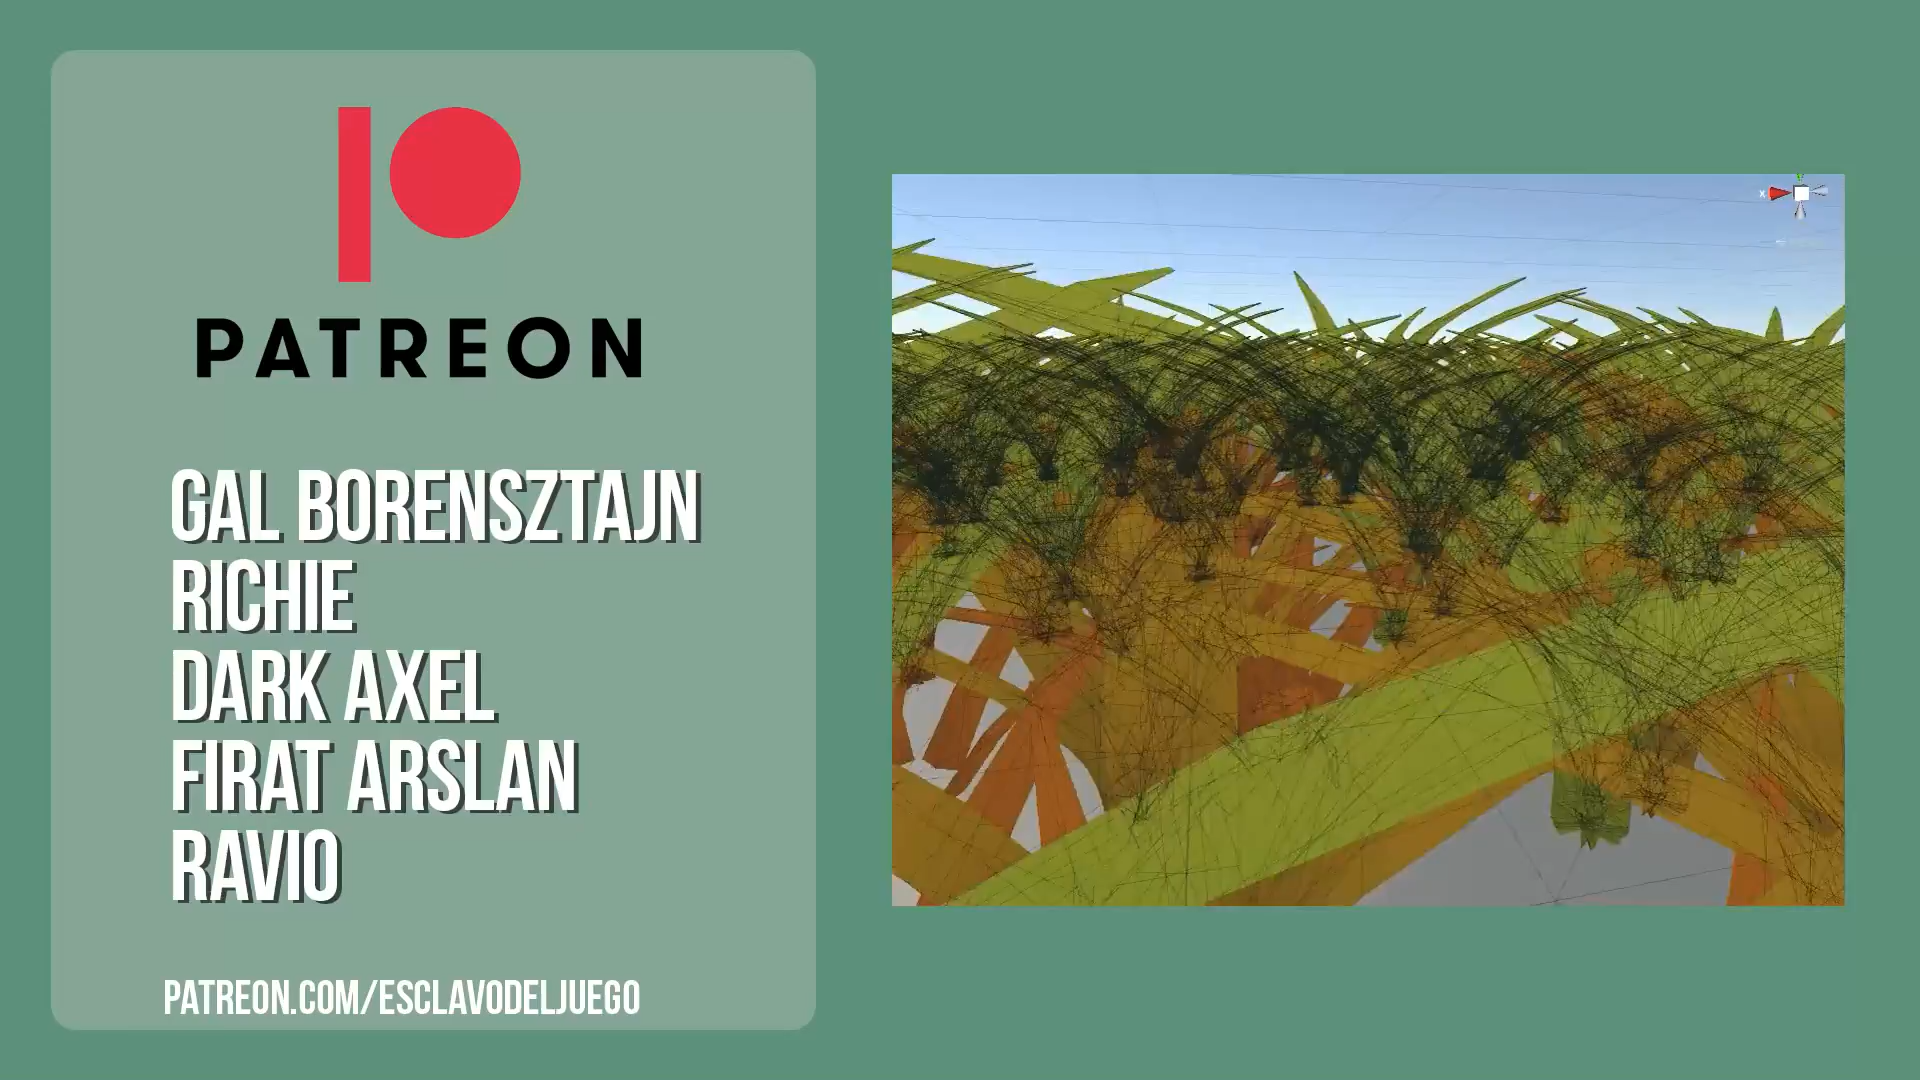 PATREON
GAL BORENSZTAJN
RICHIE
DARK AXEL
FIRAT ARSLAN
RAVIO
PATREON.COM/ESCLAVODELJUEGO
x